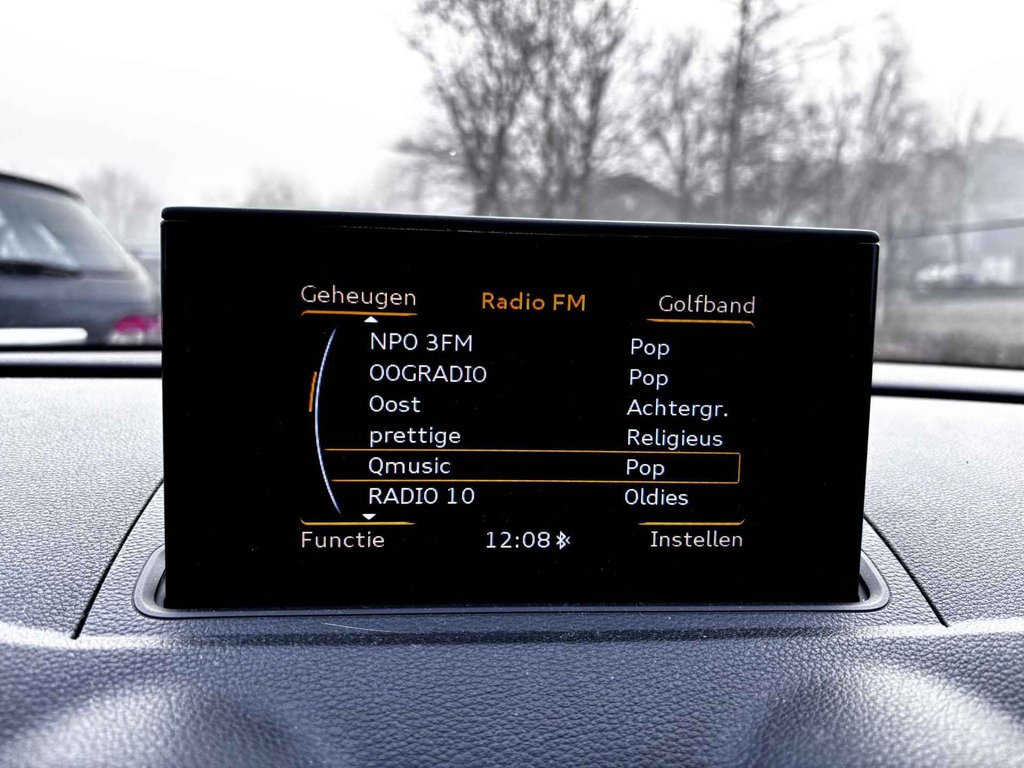 Geheugen Radio FM Golfband
NPO 3FM Pop
OOGRADIO Pop
Oost Achtergr.
prettige Religieus
Qmusic Pop
RADIO 10 Oldies
Functie 12:08 Instellen